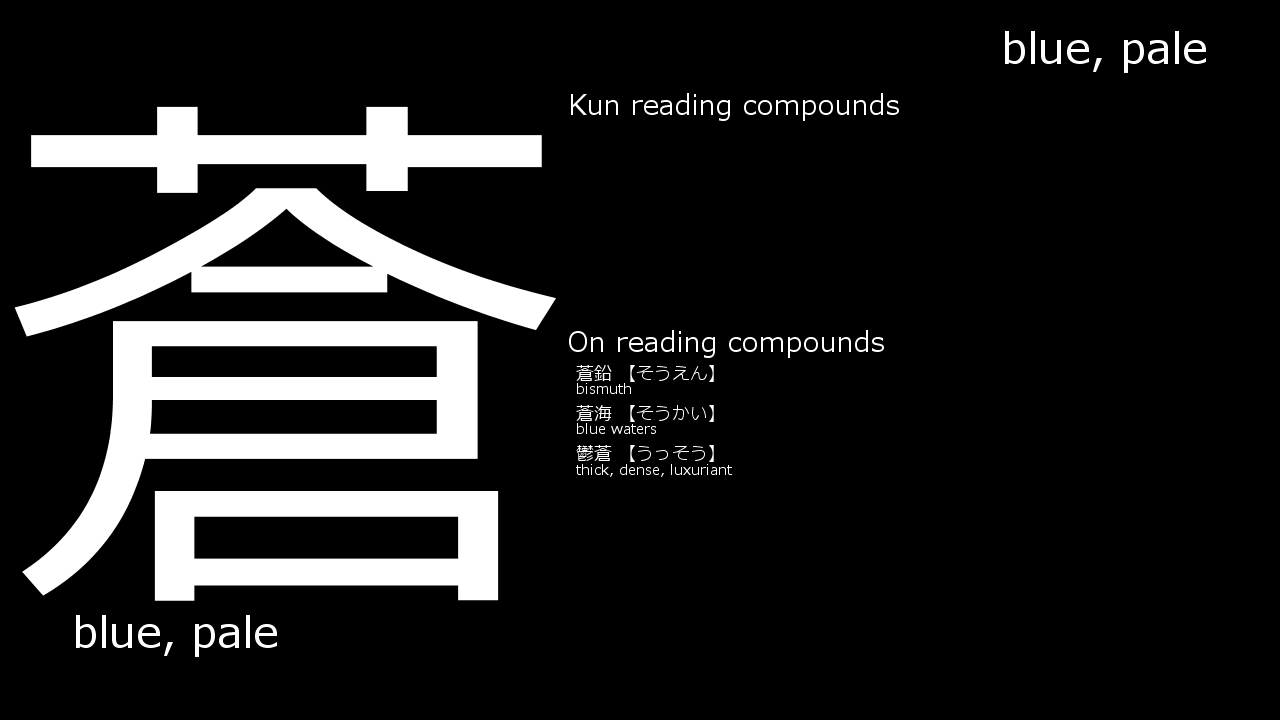 blue, pale
蒼
Kun reading compounds
On reading compounds
蒼鉛 【そうえん】
bismuth
蒼海 【そうかい】
blue waters
鬱蒼 【うっそう】
thick, dense, luxuriant
blue, pale